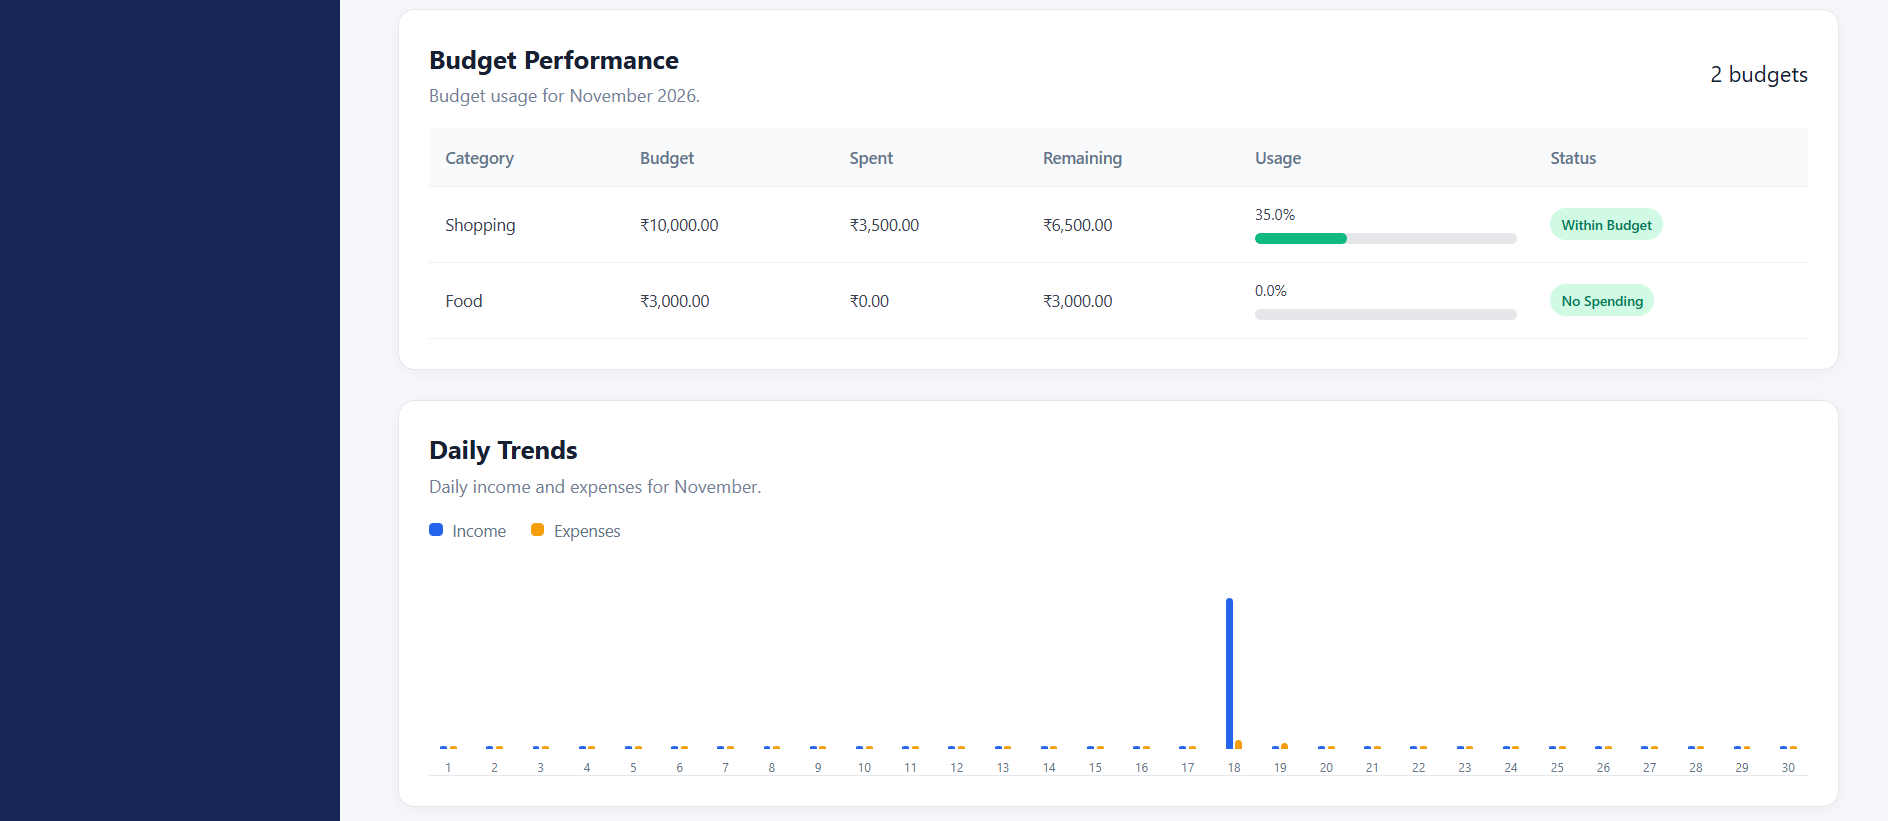 Budget Performance
Budget usage for November 2026.
2 budgets
Category Budget Spent Remaining Usage Status
Shopping ₹10,000.00 ₹3,500.00 ₹6,500.00 35.0% Within Budget
Food ₹3,000.00 ₹0.00 ₹3,000.00 0.0% No Spending
Daily Trends
Daily income and expenses for November.
Income Expenses
1 2 3 4 5 6 7 8 9 10 11 12 13 14 15 16 17 18 19 20 21 22 23 24 25 26 27 28 29 30